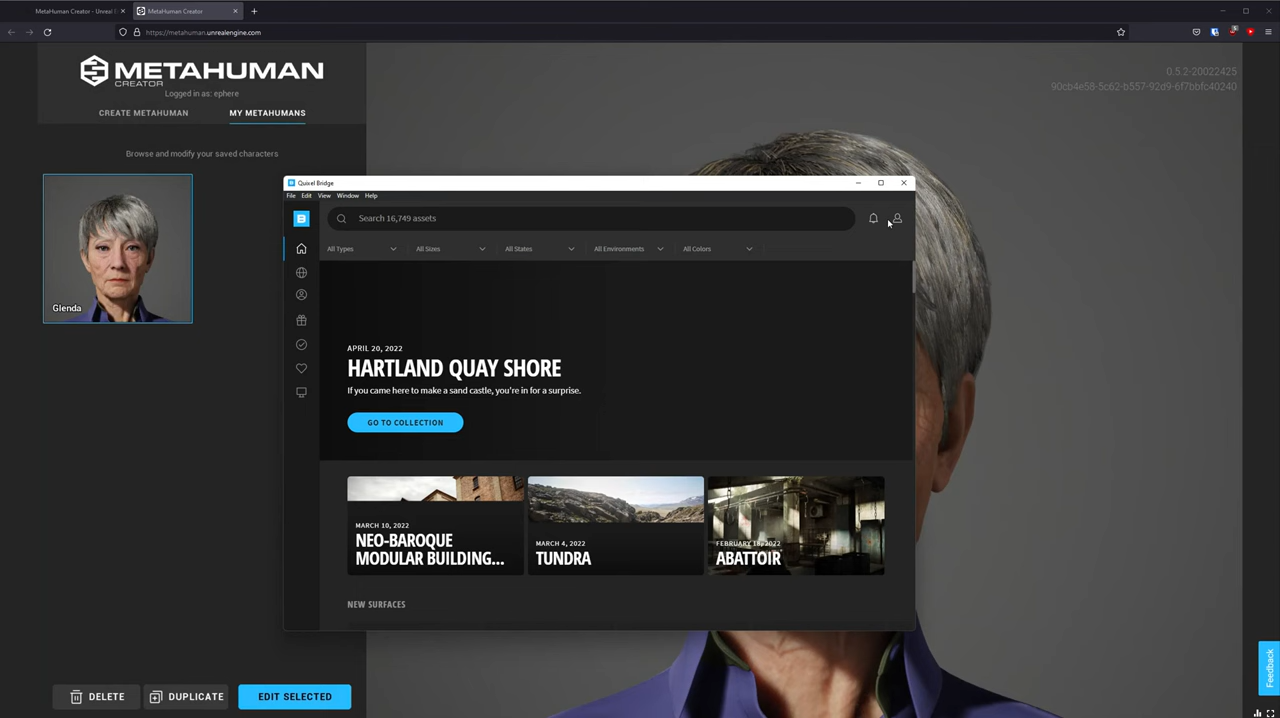 MetaHuman Creator - Unreal E
MetaHuman Creator
https://metahuman.unrealengine.com
METAHUMAN
CREATOR
Logged in as: ephere
CREATE METAHUMAN
MY METAHUMANS
Browse and modify your saved characters
Glenda
DELETE
DUPLICATE
EDIT SELECTED
0.5.2-20022425
90cb4e58-5c62-b557-92d9-6f7bbfc40240
Quixel Bridge
File Edit View Window Help
B
Search 16,749 assets
All Types
All Sizes
All States
All Environments
All Colors
APRIL 20, 2022
HARTLAND QUAY SHORE
If you came here to make a sand castle, you're in for a surprise.
GO TO COLLECTION
MARCH 10, 2022
NEO-BAROQUE
MODULAR BUILDING...
MARCH 4, 2022
TUNDRA
FEBRUARY 18, 2022
ABATTOIR
NEW SURFACES
Feedback